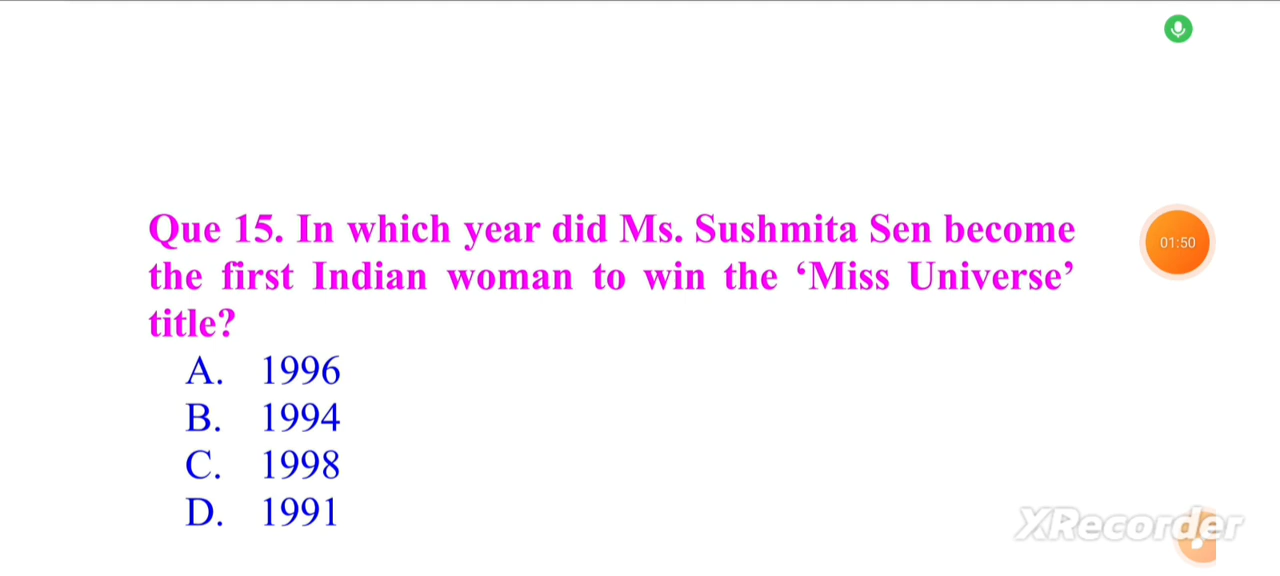 Que 15. In which year did Ms. Sushmita Sen become
the first Indian woman to win the ‘Miss Universe’
title?
A. 1996
B. 1994
C. 1998
D. 1991
01:50
XRecorder